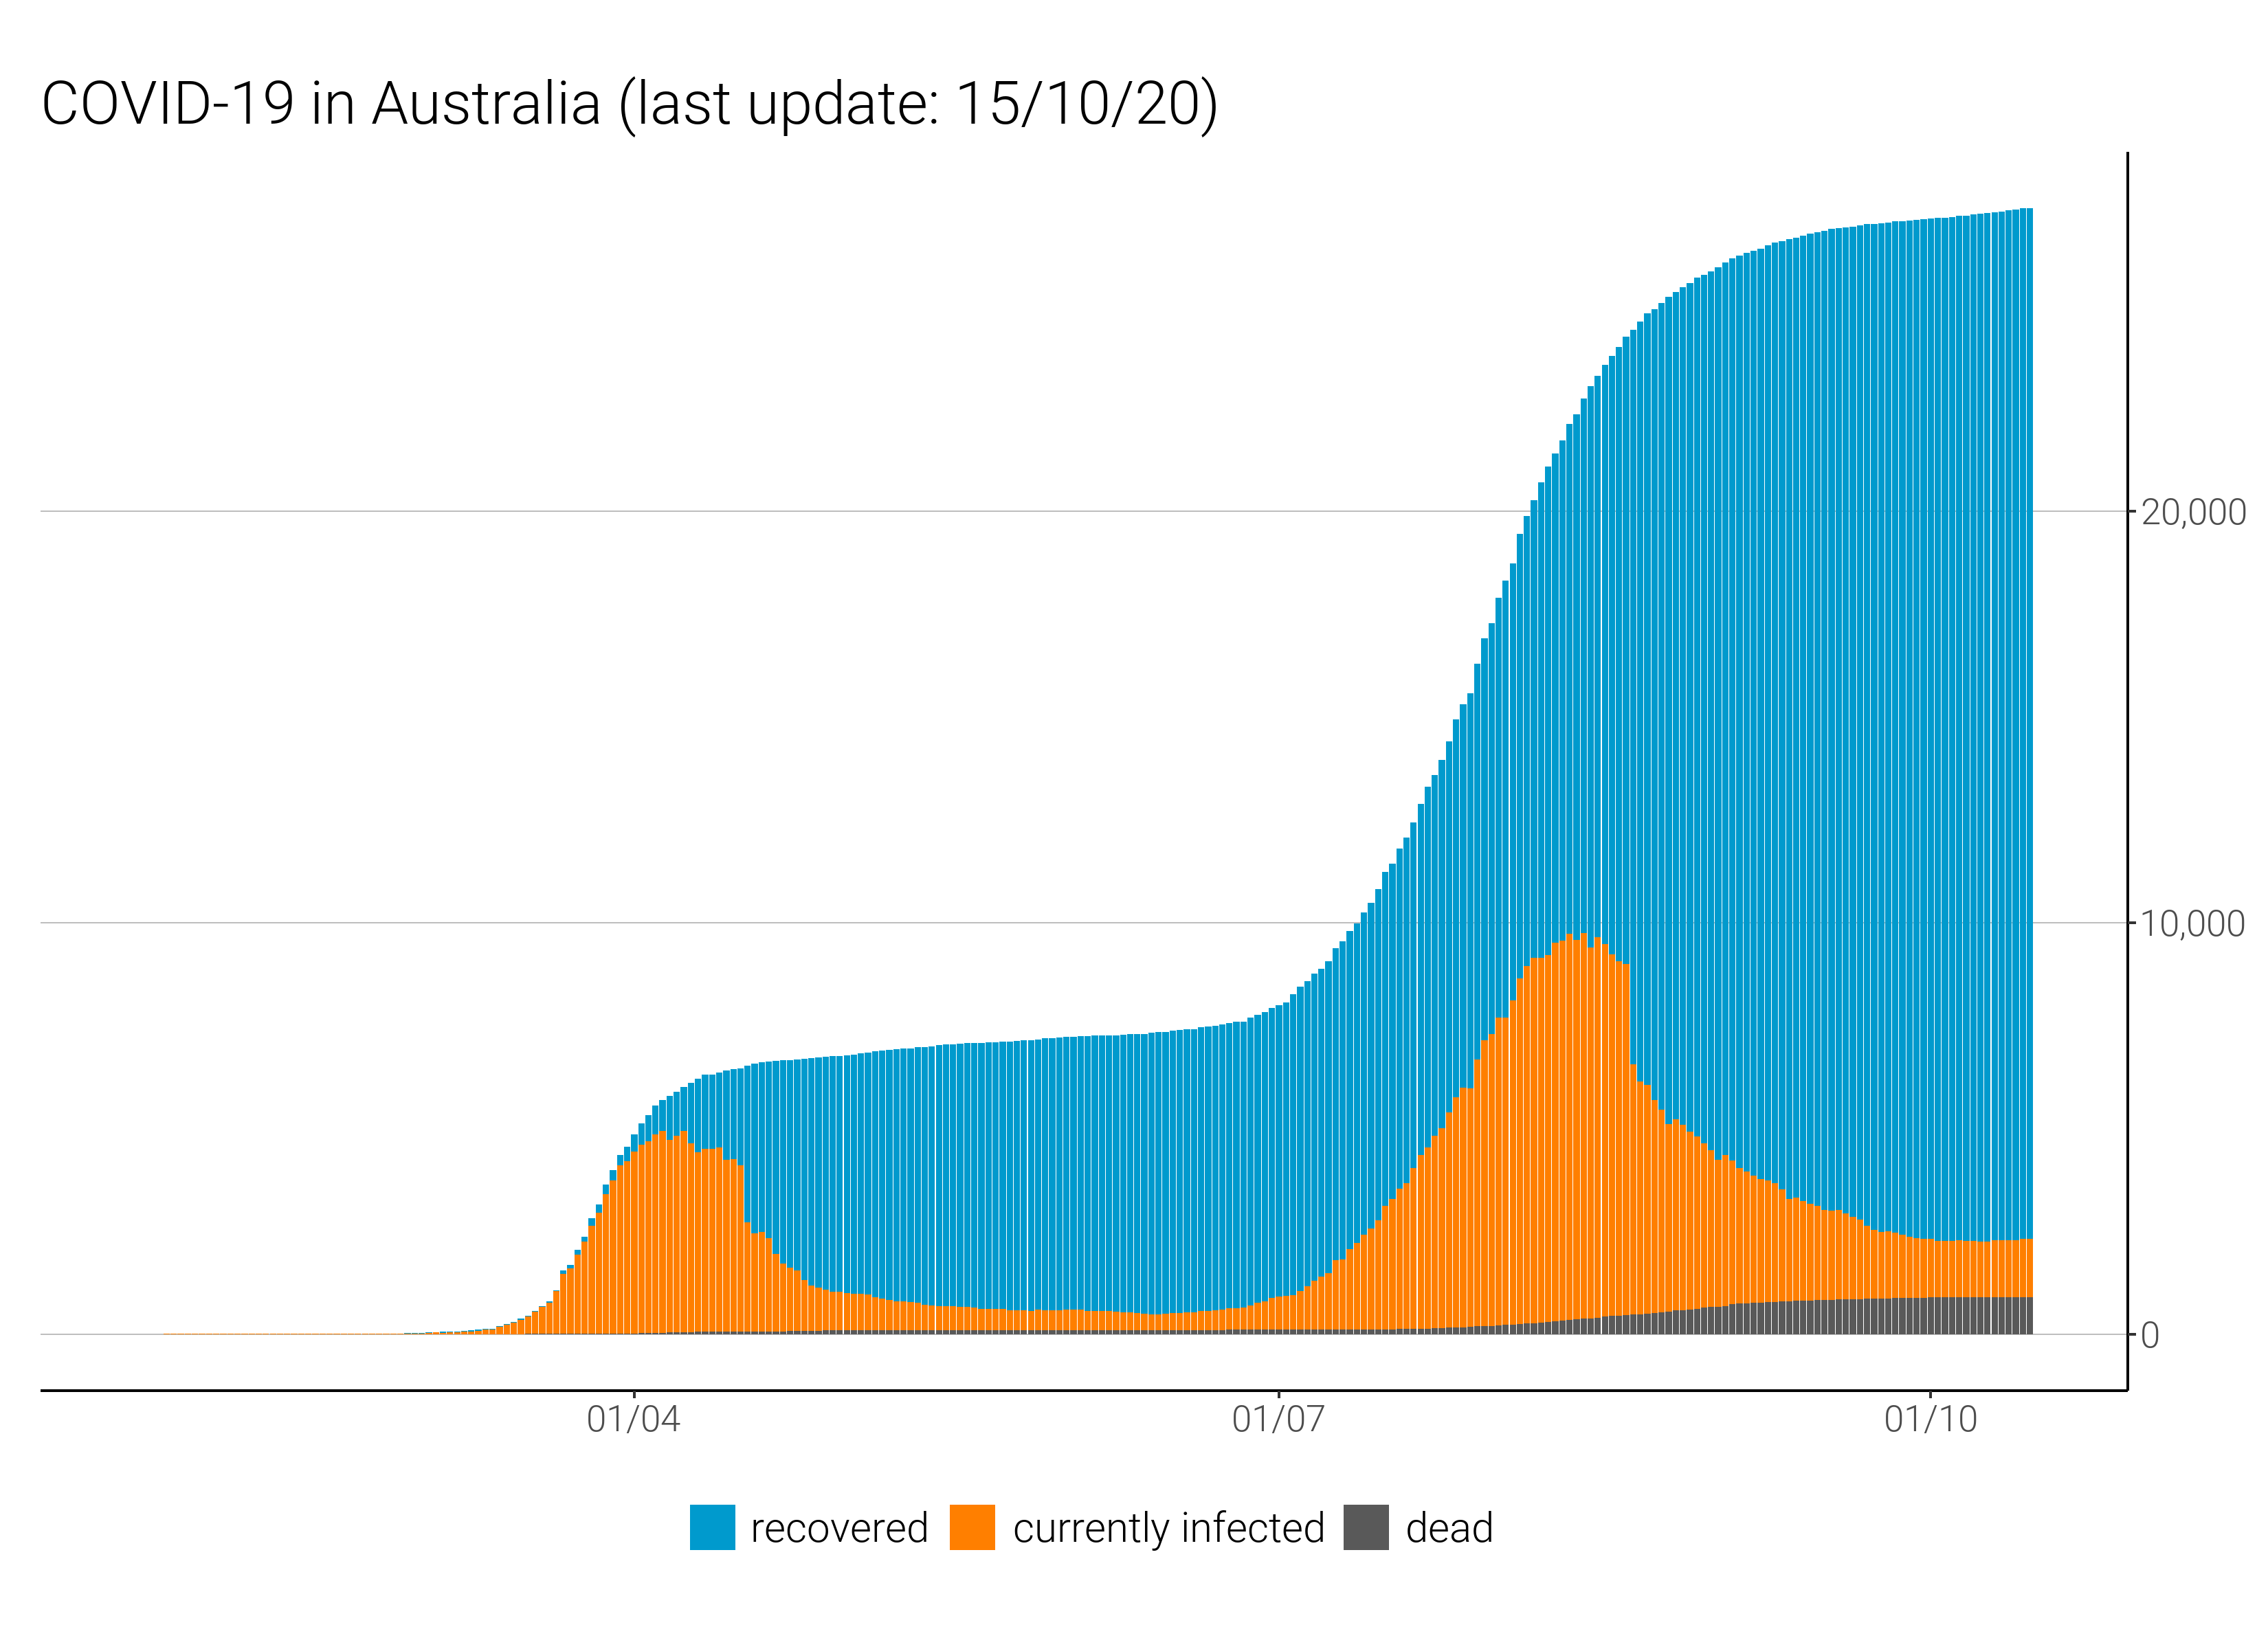 COVID-19 in Australia (last update: 15/10/20)
20,000
10,000
0
01/04 01/07 01/10
recovered currently infected dead